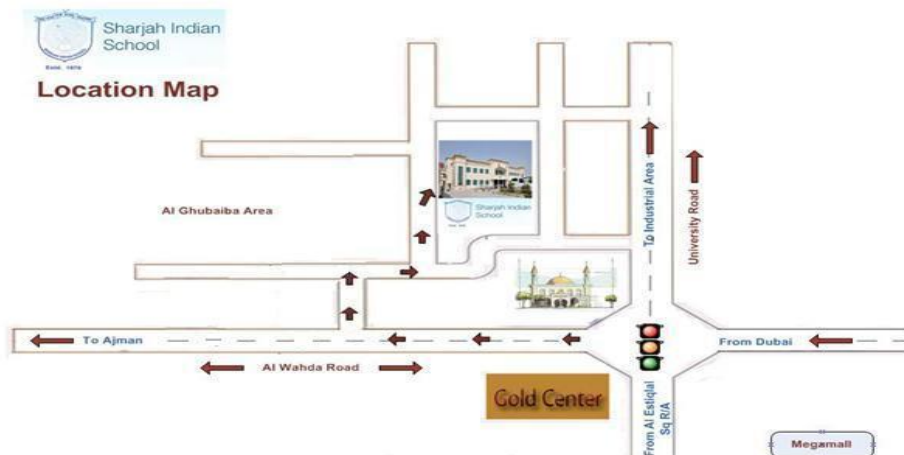 Sharjah Indian
School
Estd. 1979
Location Map
Al Ghubaiba Area
Sharjah Indian
School
To Industrial Area
University Road
To Ajman
From Dubai
Al Wahda Road
Gold Center
From Al Estiqlal
Sq R/A
Megamall